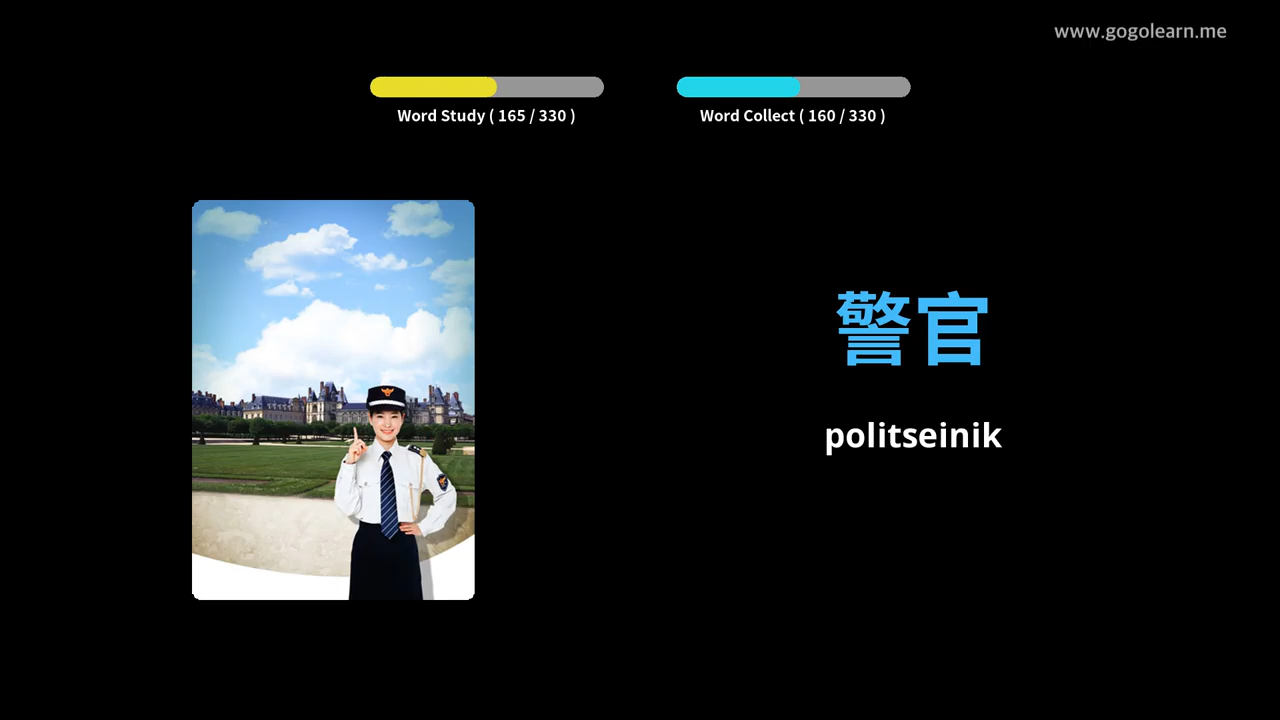 www.gogolearn.me
Word Study ( 165 / 330 )
Word Collect ( 160 / 330 )
警官
politseinik